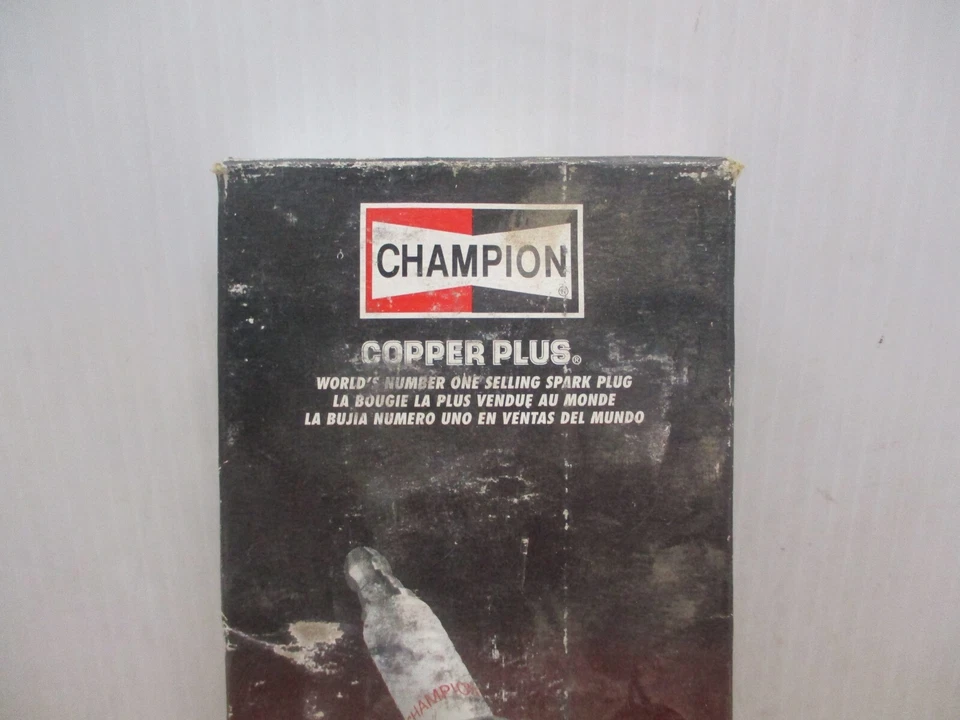 CHAMPION
®
COPPER PLUS®
WORLD'S NUMBER ONE SELLING SPARK PLUG
LA BOUGIE LA PLUS VENDUE AU MONDE
LA BUJIA NUMERO UNO EN VENTAS DEL MUNDO
CHAMPION